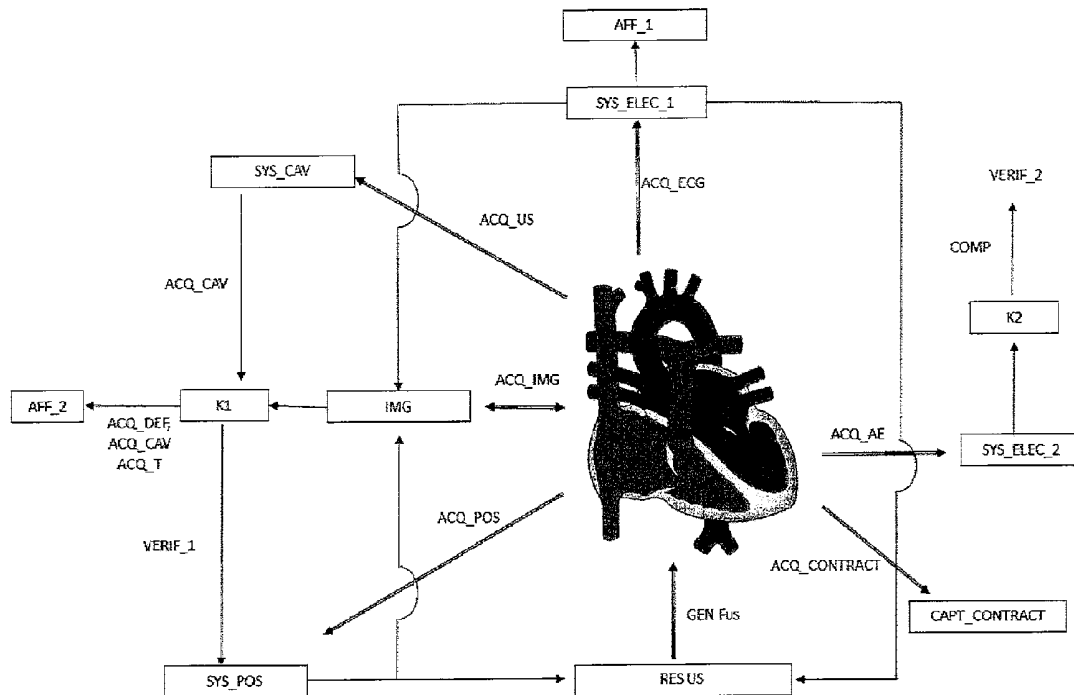 AFF_1
SYS_ELEC_1
SYS_CAV
ACQ_ECG
VERIF_2
ACQ_US
COMP
ACQ_CAV
K2
ACQ_IMG
AFF_2
K1
IMG
ACQ_DEF,
ACQ_CAV
ACQ_T
ACQ_AE
SYS_ELEC_2
ACQ_POS
VERIF_1
ACQ_CONTRACT
GEN Fus
CAPT_CONTRACT
SYS_POS
RES US